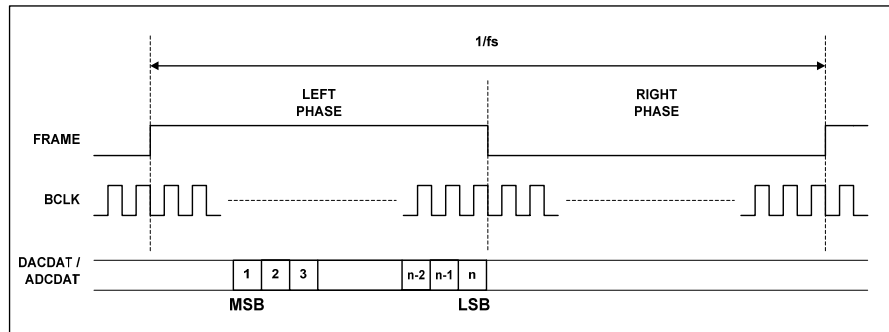 1/fs
LEFT
PHASE
RIGHT
PHASE
FRAME
BCLK
DACDAT /
ADCDAT
1 2 3 n-2 n-1 n
MSB LSB